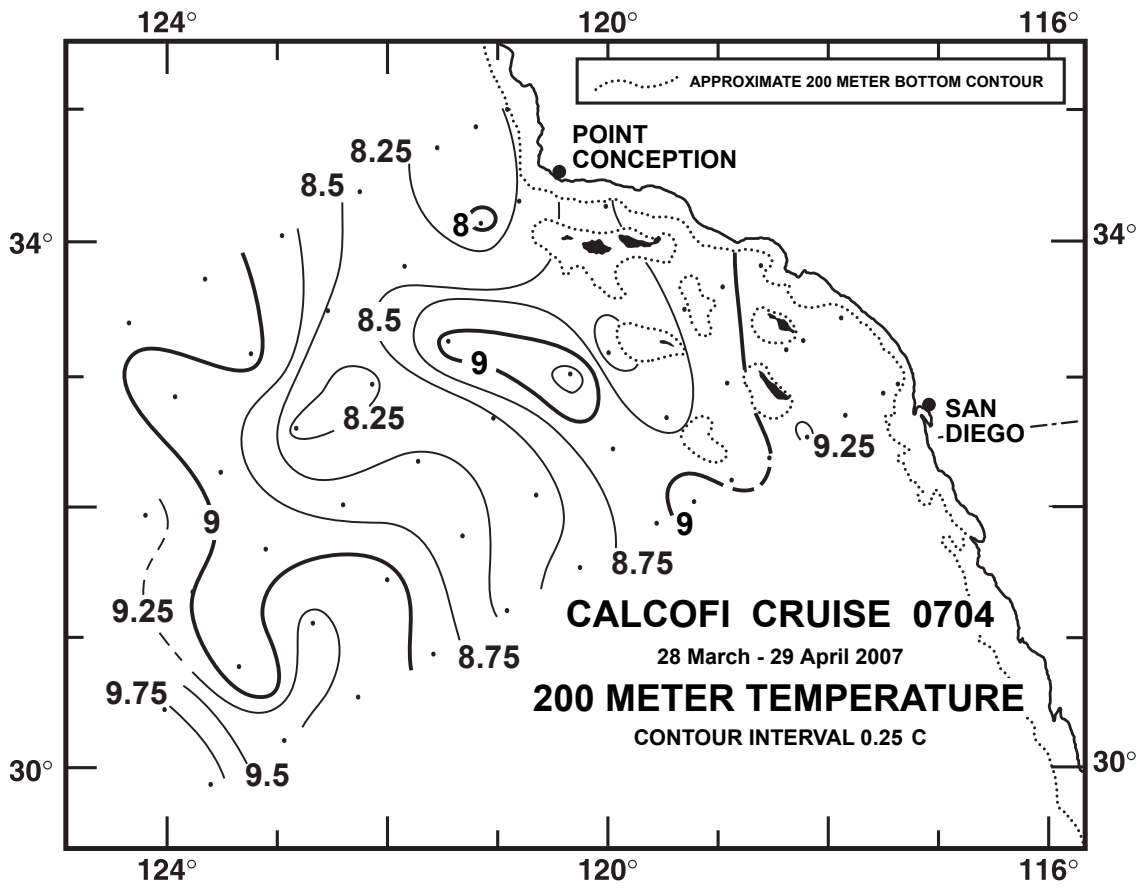 124° 120° 116°
APPROXIMATE 200 METER BOTTOM CONTOUR
POINT
CONCEPTION
8.25
8.5
8
34° 34°
8.5
9
8.25
SAN
DIEGO
9.25
9
9
8.75
9.25
CALCOFI CRUISE 0704
8.75
28 March - 29 April 2007
9.75
200 METER TEMPERATURE
CONTOUR INTERVAL 0.25 C
30° 30°
9.5
124° 120° 116°